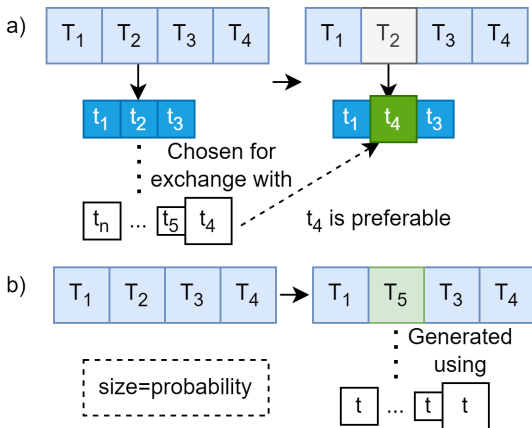 a)
T1 T2 T3 T4
T1 T2 T3 T4
t1 t2 t3
t1 t4 t3
Chosen for
exchange with
tn ... t5 t4
t4 is preferable
b)
T1 T2 T3 T4
T1 T5 T3 T4
Generated
using
size=probability
t ... t t